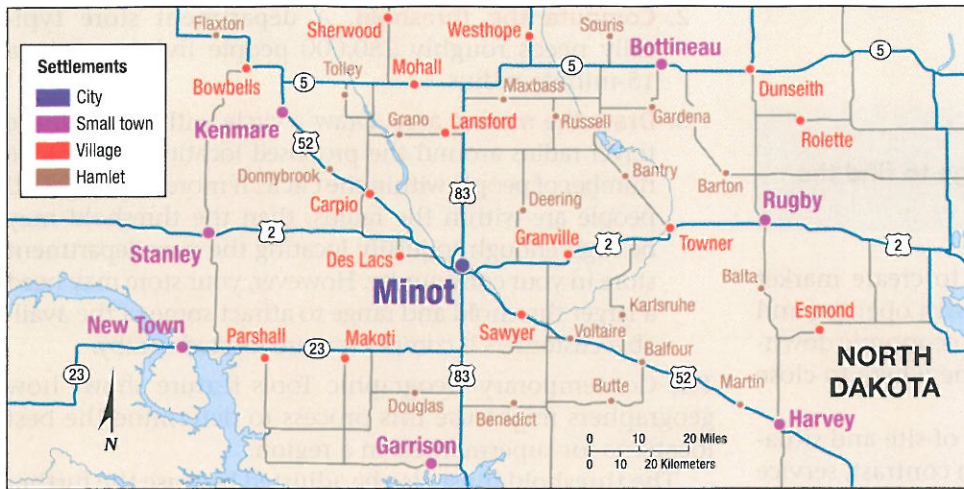 Settlements
City
Small town
Village
Hamlet
Flaxton
Sherwood
Westhope
Souris
Bottineau
5
Bowbells
Tolley
Mohall
5
Maxbass
5
Dunseith
Kenmare
Grano
Lansford
Russell
Gardena
Rolette
52
Donnybrook
83
Bantry
Barton
Carpio
Deering
Rugby
2
Stanley
Des Lacs
Granville
2
Towner
2
Minot
Balta
Karlsruhe
New Town
Sawyer
Voltaire
Esmond
Parshall
23
Makoti
Balfour
23
83
52
NORTH
DAKOTA
Douglas
Benedict
Butte
Martin
Harvey
N
Garrison
0 10 20 Miles
0 10 20 Kilometers